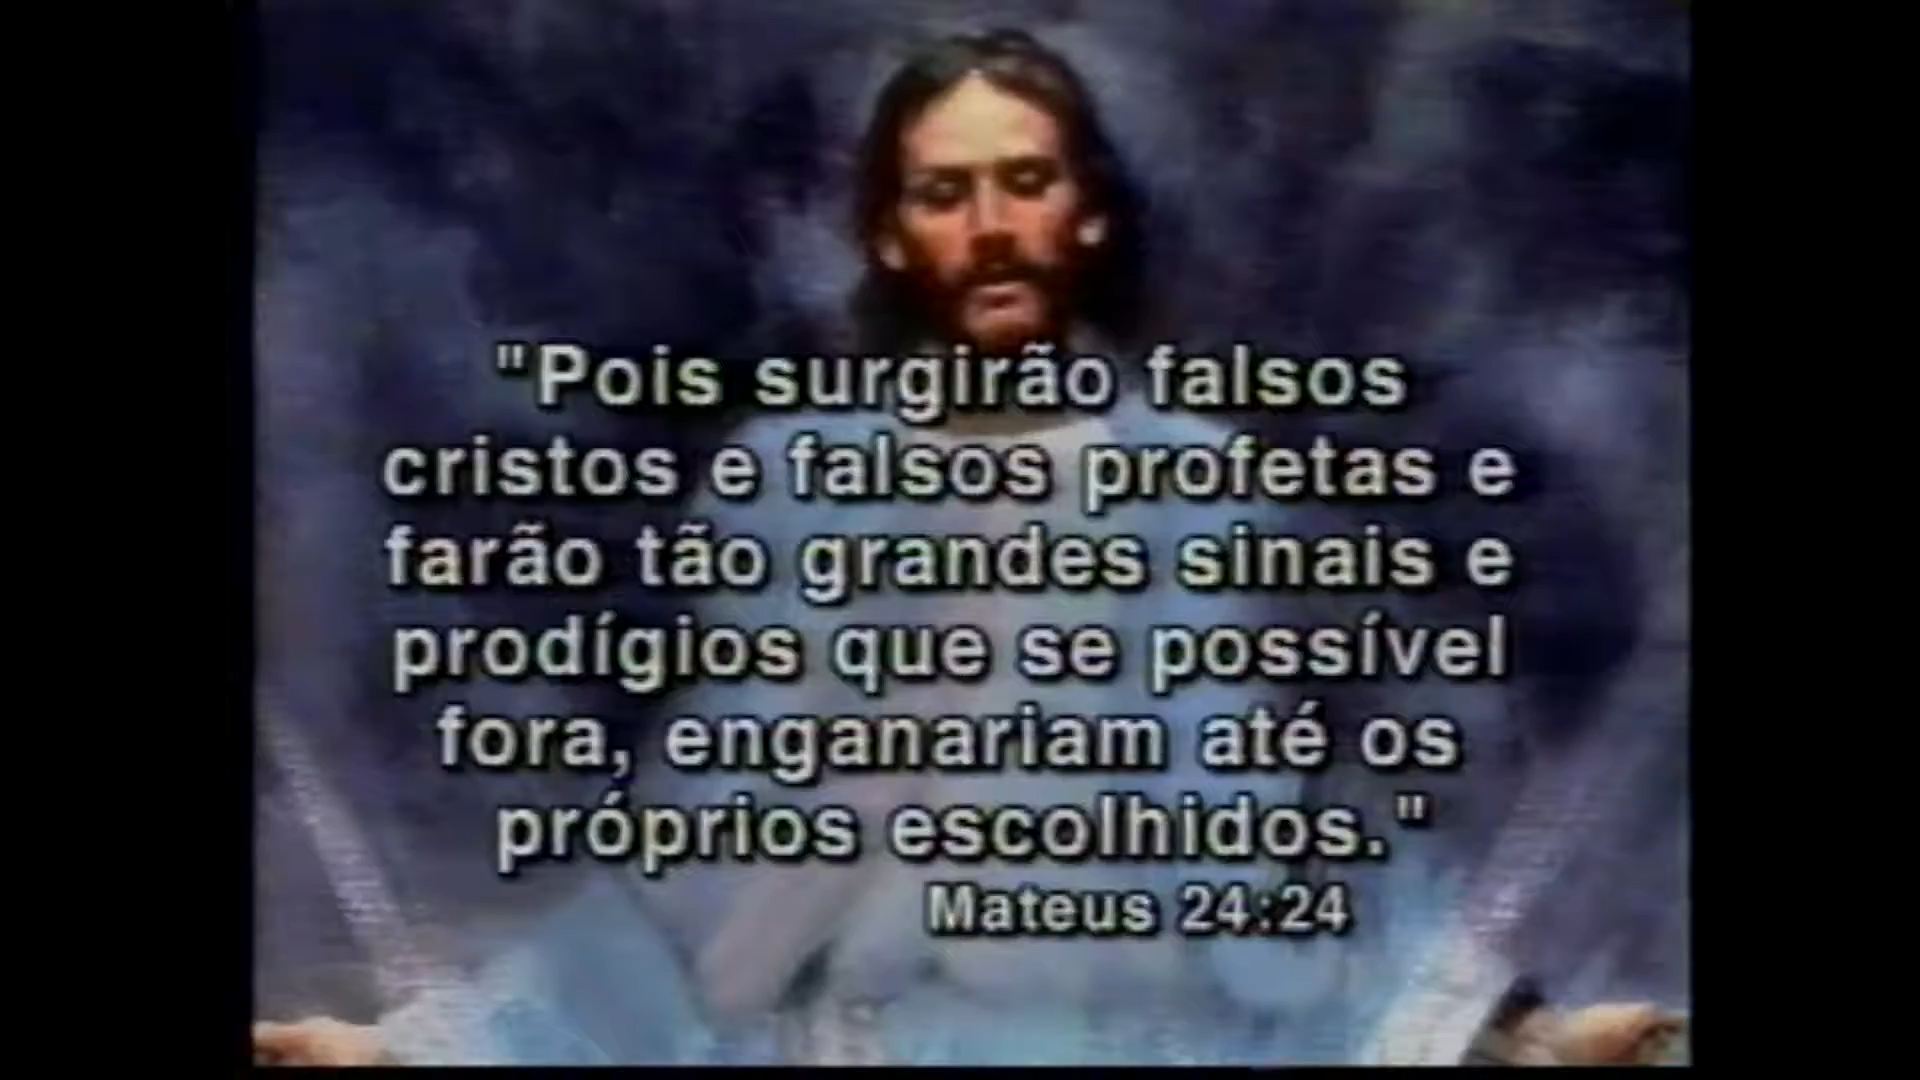 "Pois surgirão falsos
cristos e falsos profetas e
farão tão grandes sinais e
prodígios que se possível
fora, enganariam até os
próprios escolhidos."
Mateus 24:24